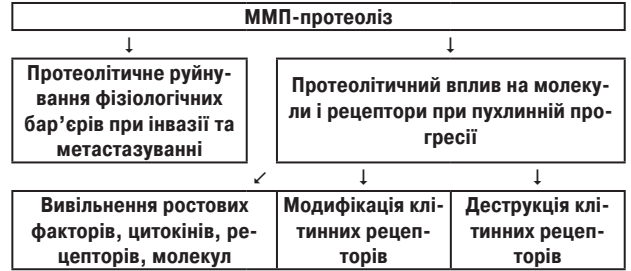 ММП-протеоліз
↓ ↓
Протеолітичне руйну-
вання фізіологічних
бар’єрів при інвазії та
метастазуванні
Протеолітичний вплив на молеку-
ли і рецептори при пухлинній про-
гресії
↙ ↓ ↓
Вивільнення ростових
факторів, цитокінів, ре-
цепторів, молекул
Модифікація клі-
тинних рецеп-
торів
Деструкція клі-
тинних рецеп-
торів